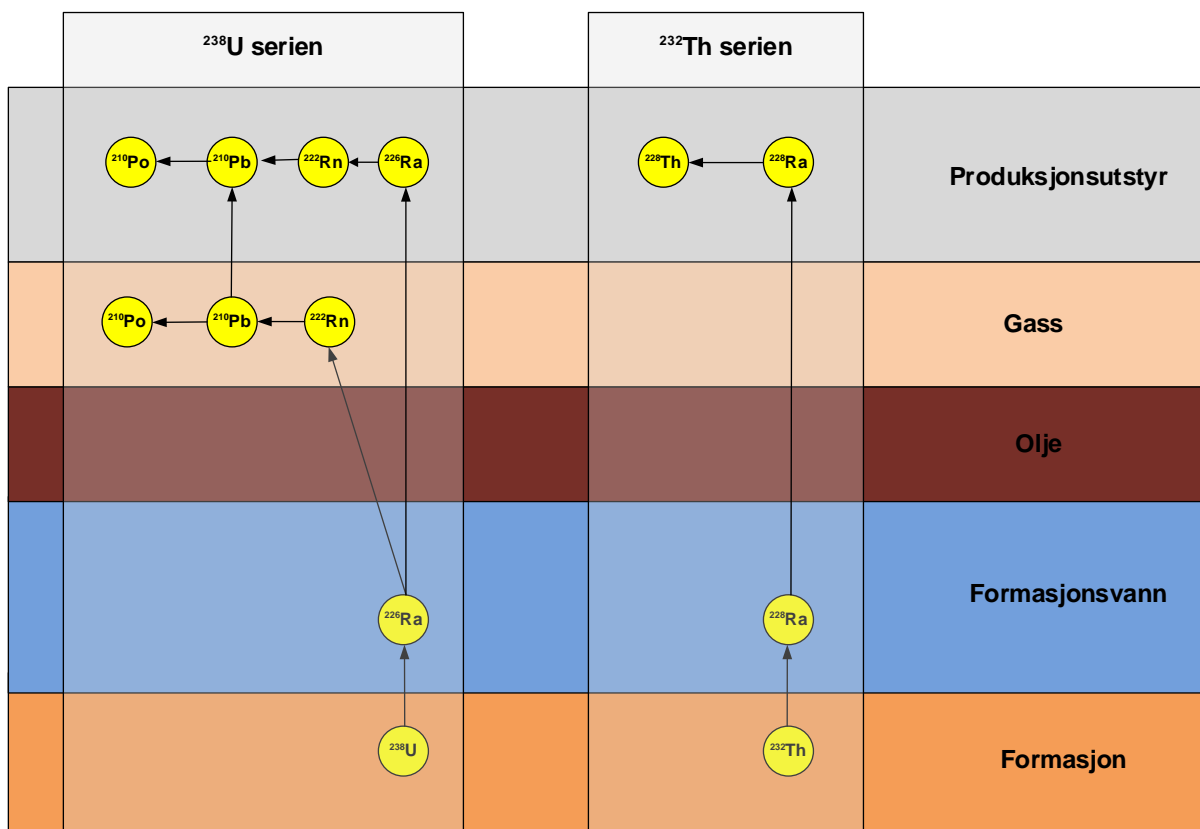 ²³⁸U serien
²³²Th serien
²¹⁰Po ²¹⁰Pb ²²²Rn ²²⁶Ra ²²⁸Th ²²⁸Ra Produksjonsutstyr
²¹⁰Po ²¹⁰Pb ²²²Rn Gass
Olje
²²⁶Ra ²²⁸Ra Formasjonsvann
²³⁸U ²³²Th Formasjon